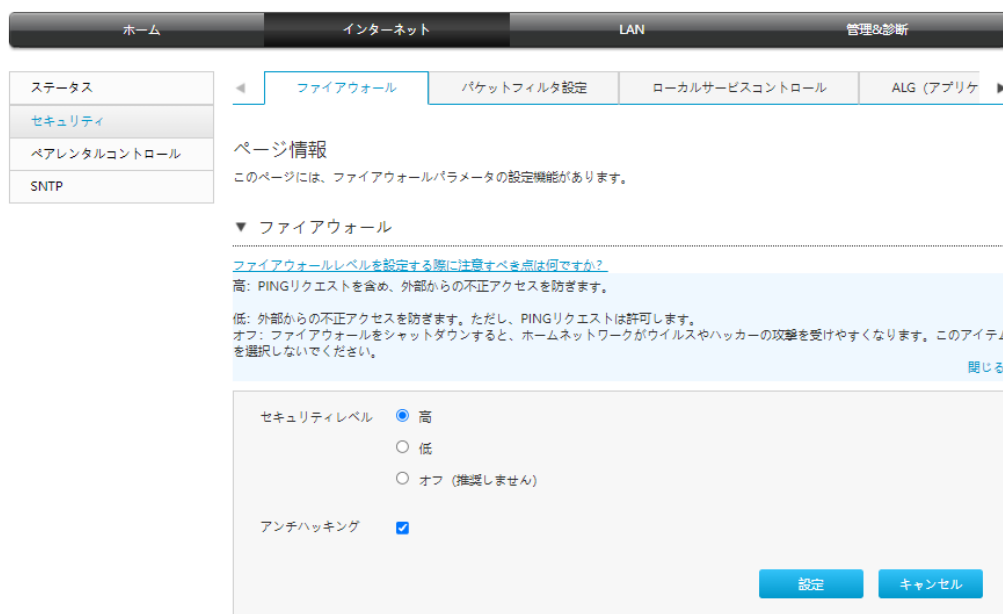 ホーム インターネット LAN 管理&診断
ステータス
セキュリティ
ペアレンタルコントロール
SNTP
◀ ファイアウォール パケットフィルタ設定 ローカルサービスコントロール ALG（アプリケ ▶
ページ情報
このページには、ファイアウォールパラメータの設定機能があります。
▼ ファイアウォール
ファイアウォールレベルを設定する際に注意すべき点は何ですか？
高：PINGリクエストを含め、外部からの不正アクセスを防ぎます。
低：外部からの不正アクセスを防ぎます。ただし、PINGリクエストは許可します。
オフ：ファイアウォールをシャットダウンすると、ホームネットワークがウイルスやハッカーの攻撃を受けやすくなります。このアイテム
を選択しないでください。
閉じる
セキュリティレベル 高
低
オフ（推奨しません）
アンチハッキング
設定 キャンセル